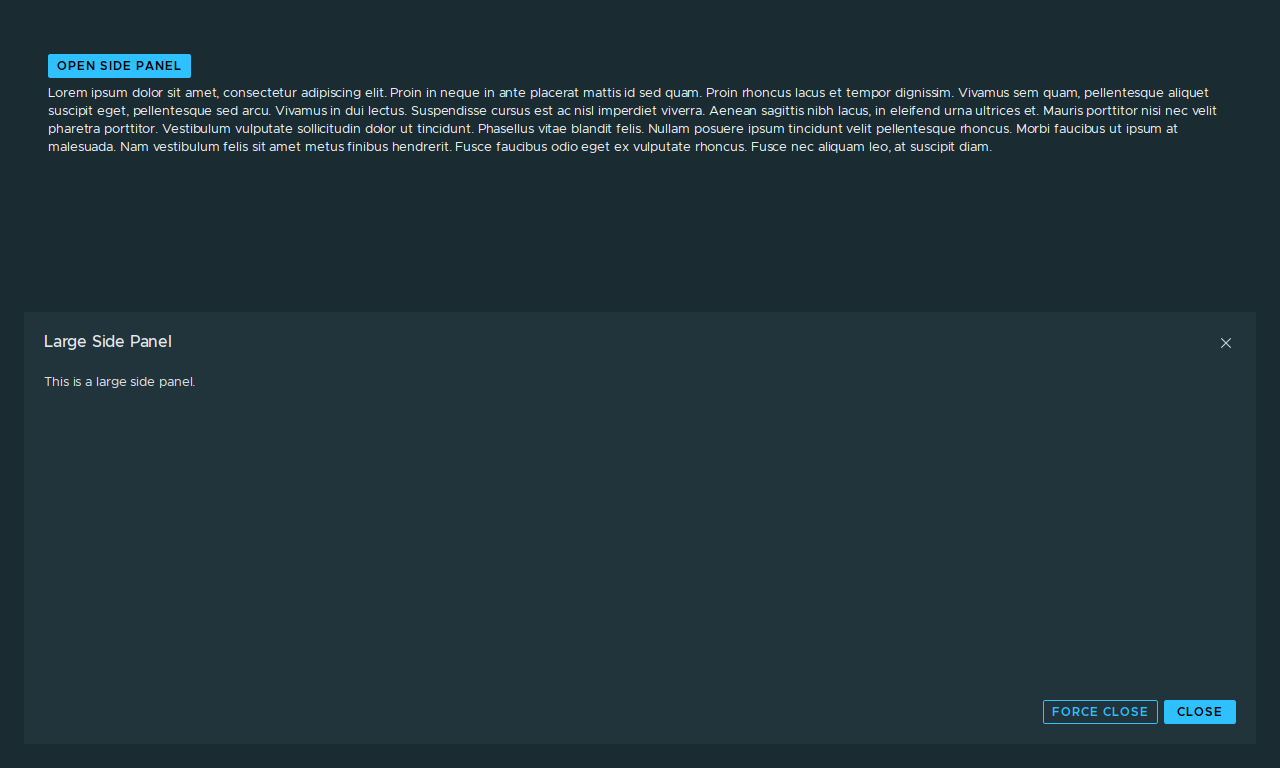 OPEN SIDE PANEL
Lorem ipsum dolor sit amet, consectetur adipiscing elit. Proin in neque in ante placerat mattis id sed quam. Proin rhoncus lacus et tempor dignissim. Vivamus sem quam, pellentesque aliquet
suscipit eget, pellentesque sed arcu. Vivamus in dui lectus. Suspendisse cursus est ac nisl imperdiet viverra. Aenean sagittis nibh lacus, in eleifend urna ultrices et. Mauris porttitor nisi nec velit
pharetra porttitor. Vestibulum vulputate sollicitudin dolor ut tincidunt. Phasellus vitae blandit felis. Nullam posuere ipsum tincidunt velit pellentesque rhoncus. Morbi faucibus ut ipsum at
malesuada. Nam vestibulum felis sit amet metus finibus hendrerit. Fusce faucibus odio eget ex vulputate rhoncus. Fusce nec aliquam leo, at suscipit diam.
Large Side Panel
This is a large side panel.
FORCE CLOSE
CLOSE